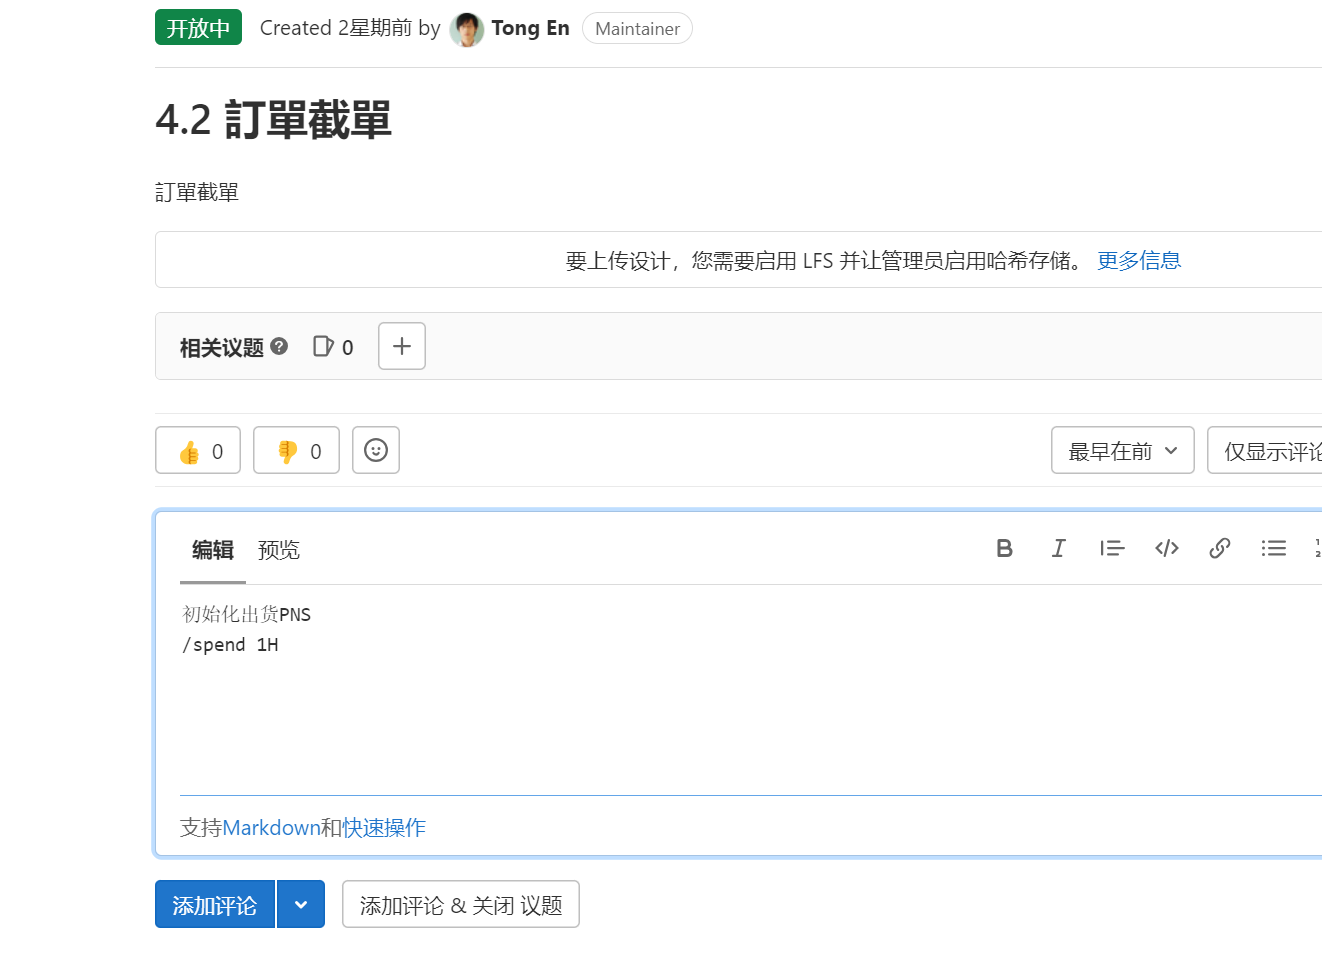 开放中 Created 2星期前 by Tong En Maintainer
4.2 訂單截單
訂單截單
要上传设计，您需要启用 LFS 并让管理员启用哈希存储。 更多信息
相关议题 0
0 0 最早在前 仅显示评论
编辑 预览
初始化出货PNS
/spend 1H
支持Markdown和快速操作
添加评论 添加评论 & 关闭 议题